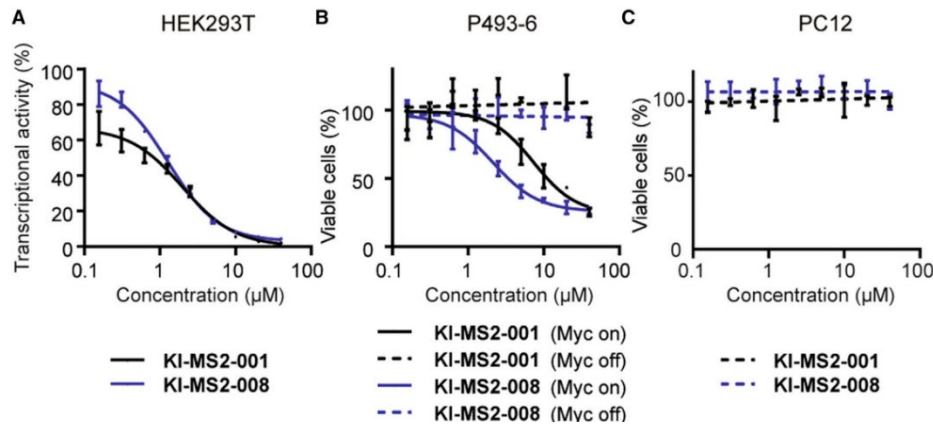 A HEK293T
Transcriptional activity (%)
100
80
60
40
20
0
0.1 1 10 100
Concentration (µM)
KI-MS2-001
KI-MS2-008
B P493-6
Viable cells (%)
100
50
0
0.1 1 10 100
Concentration (µM)
KI-MS2-001 (Myc on)
KI-MS2-001 (Myc off)
KI-MS2-008 (Myc on)
KI-MS2-008 (Myc off)
C PC12
Viable cells (%)
100
50
0
0.1 1 10 100
Concentration (µM)
KI-MS2-001
KI-MS2-008